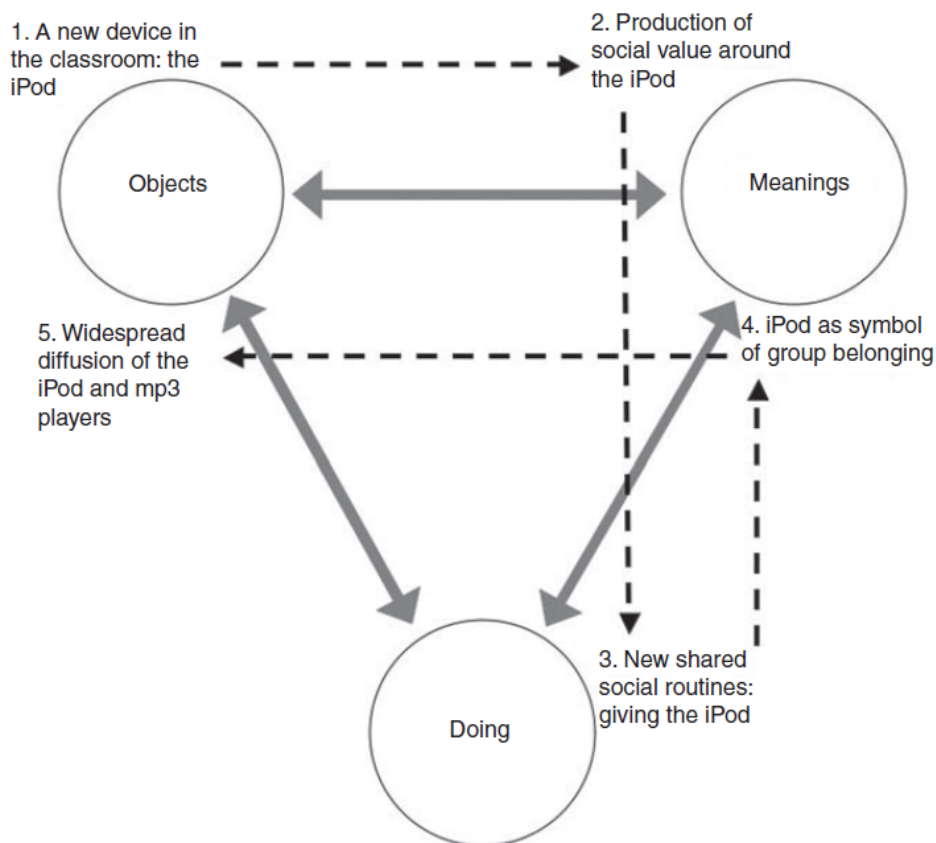 1. A new device in
the classroom: the
iPod
2. Production of
social value around
the iPod
Objects
Meanings
5. Widespread
diffusion of the
iPod and mp3
players
4. iPod as symbol
of group belonging
3. New shared
social routines:
giving the iPod
Doing